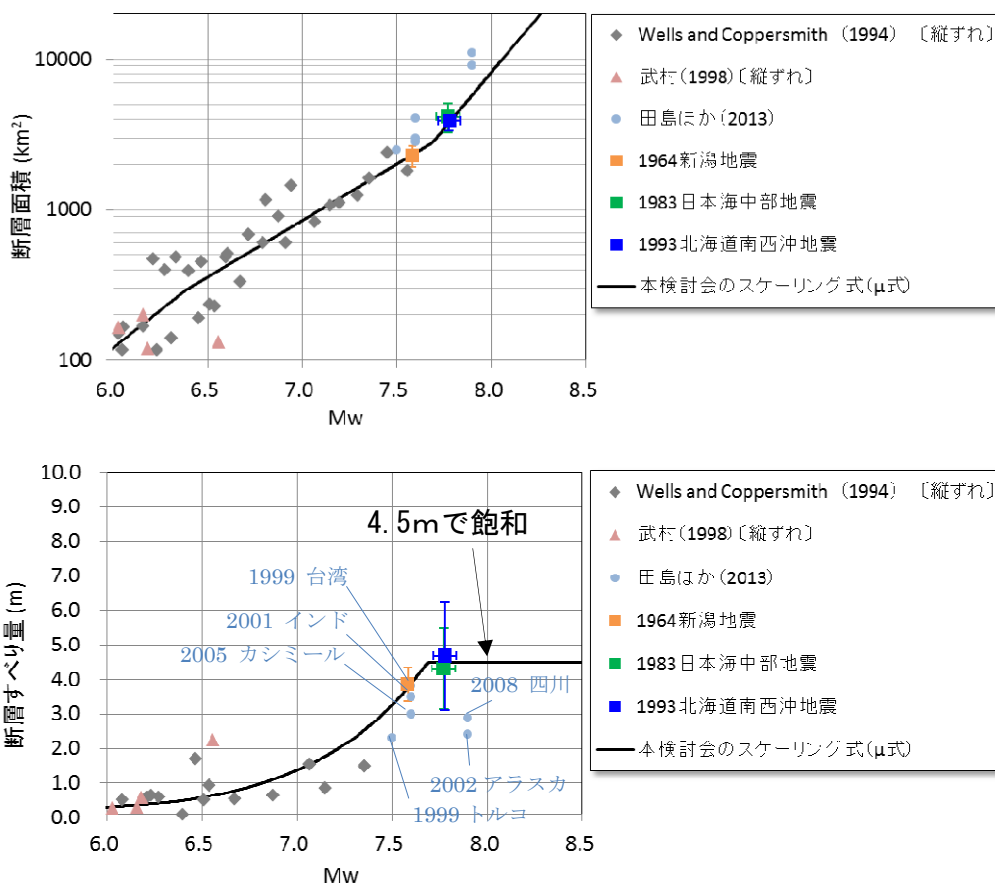 10000
1000
100
断層面積 (km²)
6.0 6.5 7.0 7.5 8.0 8.5
Mw
Wells and Coppersmith (1994) 〔縦ずれ〕
武村(1998)〔縦ずれ〕
田島ほか(2013)
1964新潟地震
1983日本海中部地震
1993北海道南西沖地震
本検討会のスケーリング式(μ式)
10.0
9.0
8.0
7.0
6.0
5.0
4.0
3.0
2.0
1.0
0.0
断層すべり量 (m)
4.5mで飽和
1999 台湾
2001 インド
2005 カシミール
2008 四川
2002 アラスカ
1999 トルコ
6.0 6.5 7.0 7.5 8.0 8.5
Mw
Wells and Coppersmith (1994) 〔縦ずれ〕
武村(1998)〔縦ずれ〕
田島ほか(2013)
1964新潟地震
1983日本海中部地震
1993北海道南西沖地震
本検討会のスケーリング式(μ式)